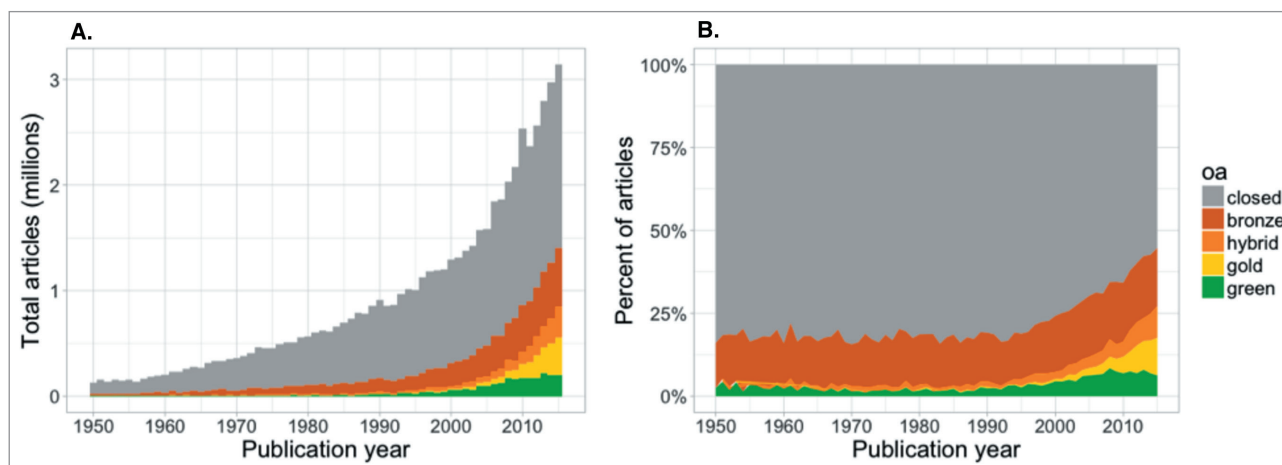 A.
Total articles (millions)
3
2
1
0
1950 1960 1970 1980 1990 2000 2010
Publication year
B.
Percent of articles
100%
75%
50%
25%
0%
1950 1960 1970 1980 1990 2000 2010
Publication year
oa
closed
bronze
hybrid
gold
green